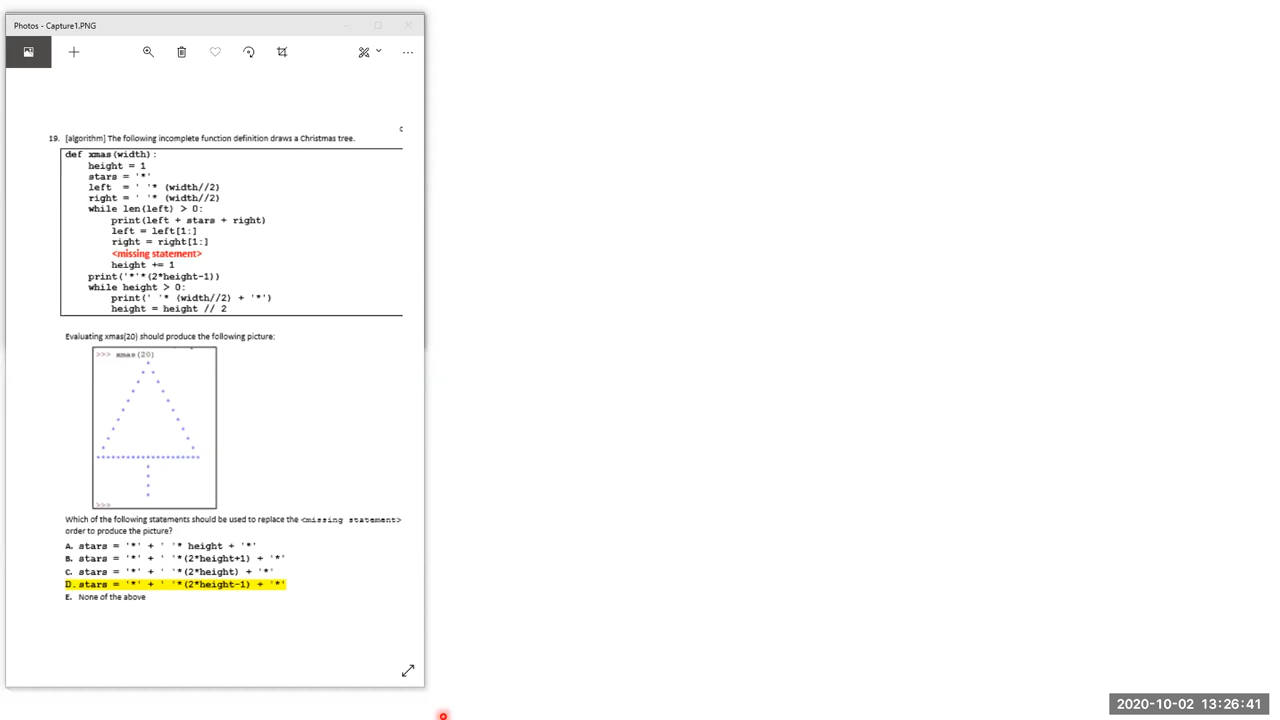 Photos - Capture1.PNG
19. [algorithm] The following incomplete function definition draws a Christmas tree.
def xmas(width):
    height = 1
    stars = '*'
    left  = ' '* (width//2)
    right = ' '* (width//2)
    while len(left) > 0:
        print(left + stars + right)
        left = left[1:]
        right = right[1:]
        <missing statement>
        height += 1
    print('*'*(2*height-1))
    while height > 0:
        print(' '* (width//2) + '*')
        height = height // 2
Evaluating xmas(20) should produce the following picture:
>>> xmas(20)
*
* *
* *
* *
* *
* *
* *
* *
* *
* *
*********************
*
*
*
*
>>>
Which of the following statements should be used to replace the <missing statement>
order to produce the picture?
A. stars = '*' + ' '* height + '*'
B. stars = '*' + ' '*(2*height+1) + '*'
C. stars = '*' + ' '*(2*height) + '*'
D. stars = '*' + ' '*(2*height-1) + '*'
E. None of the above
2020-10-02 13:26:41